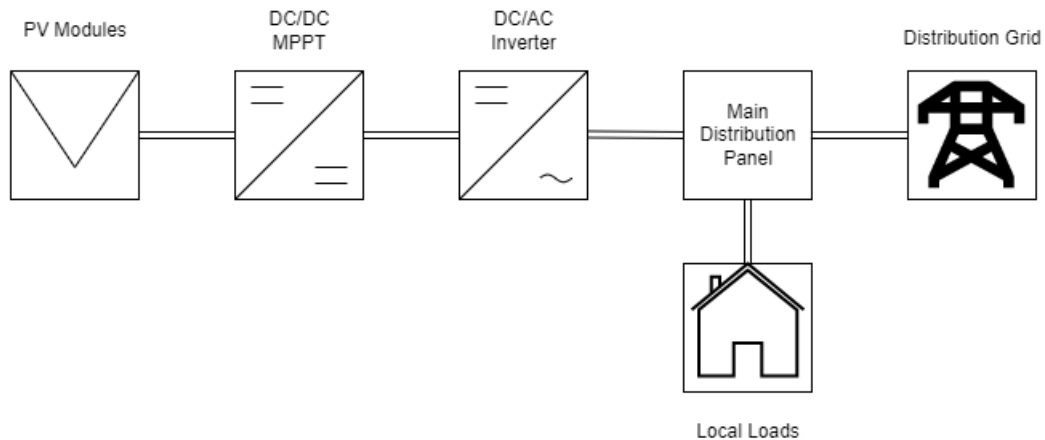 PV Modules
DC/DC
MPPT
DC/AC
Inverter
Distribution Grid
Main
Distribution
Panel
Local Loads